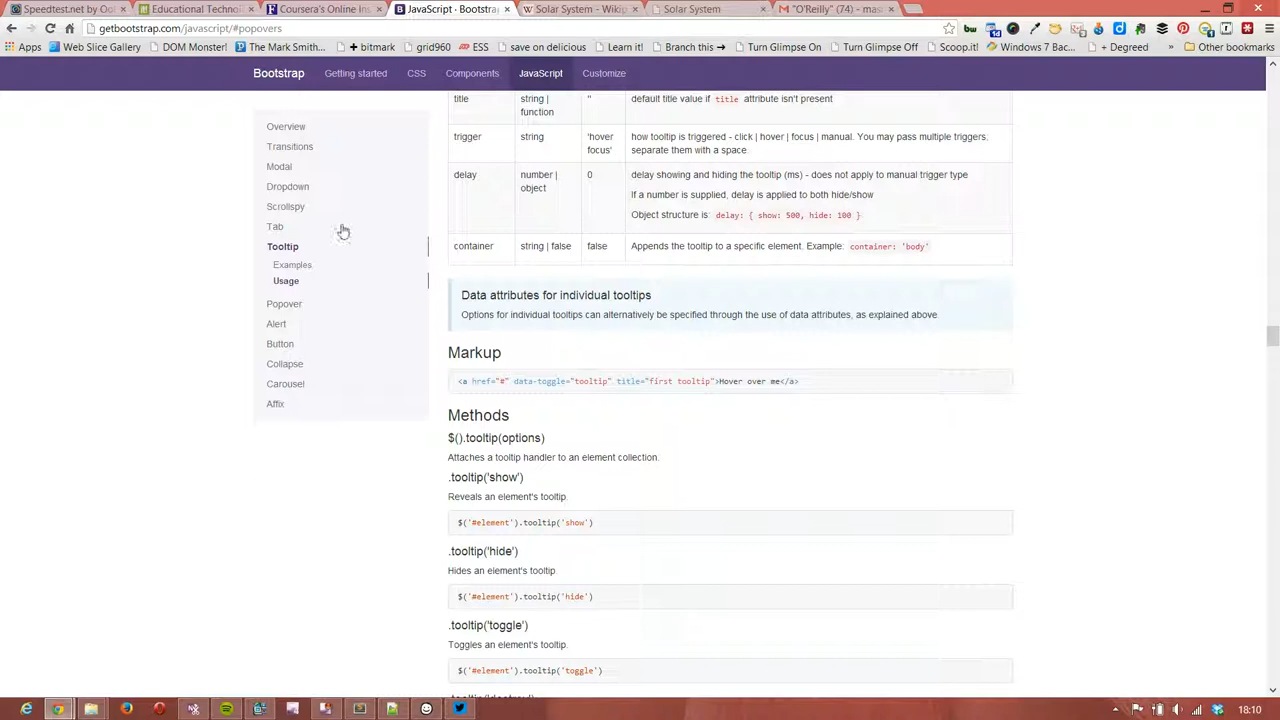 Speedtest.net by Ool
Educational Techno
Coursera's Online Ins
JavaScript · Bootstrap
Solar System - Wikip
Solar System
"O'Reilly" (74) - mas
getbootstrap.com/javascript/#popovers
Apps
Web Slice Gallery
DOM Monster!
The Mark Smith...
+ bitmark
grid960
ESS
save on delicious
Learn it!
Branch this
Turn Glimpse On
Turn Glimpse Off
Scoop.it!
Windows 7 Bac...
+ Degreed
»
Other bookmarks
Bootstrap
Getting started
CSS
Components
JavaScript
Customize
Overview
Transitions
Modal
Dropdown
Scrollspy
Tab
Tooltip
Examples
Usage
Popover
Alert
Button
Collapse
Carousel
Affix
title string | function '' default title value if title attribute isn't present
trigger string 'hover focus' how tooltip is triggered - click | hover | focus | manual. You may pass multiple triggers; separate them with a space.
delay number | object 0 delay showing and hiding the tooltip (ms) - does not apply to manual trigger type
If a number is supplied, delay is applied to both hide/show
Object structure is: delay: { show: 500, hide: 100 }
container string | false false Appends the tooltip to a specific element. Example: container: 'body'
Data attributes for individual tooltips
Options for individual tooltips can alternatively be specified through the use of data attributes, as explained above.
Markup
<a href="#" data-toggle="tooltip" title="first tooltip">Hover over me</a>
Methods
$().tooltip(options)
Attaches a tooltip handler to an element collection.
.tooltip('show')
Reveals an element's tooltip.
$('#element').tooltip('show')
.tooltip('hide')
Hides an element's tooltip.
$('#element').tooltip('hide')
.tooltip('toggle')
Toggles an element's tooltip.
$('#element').tooltip('toggle')
18:10